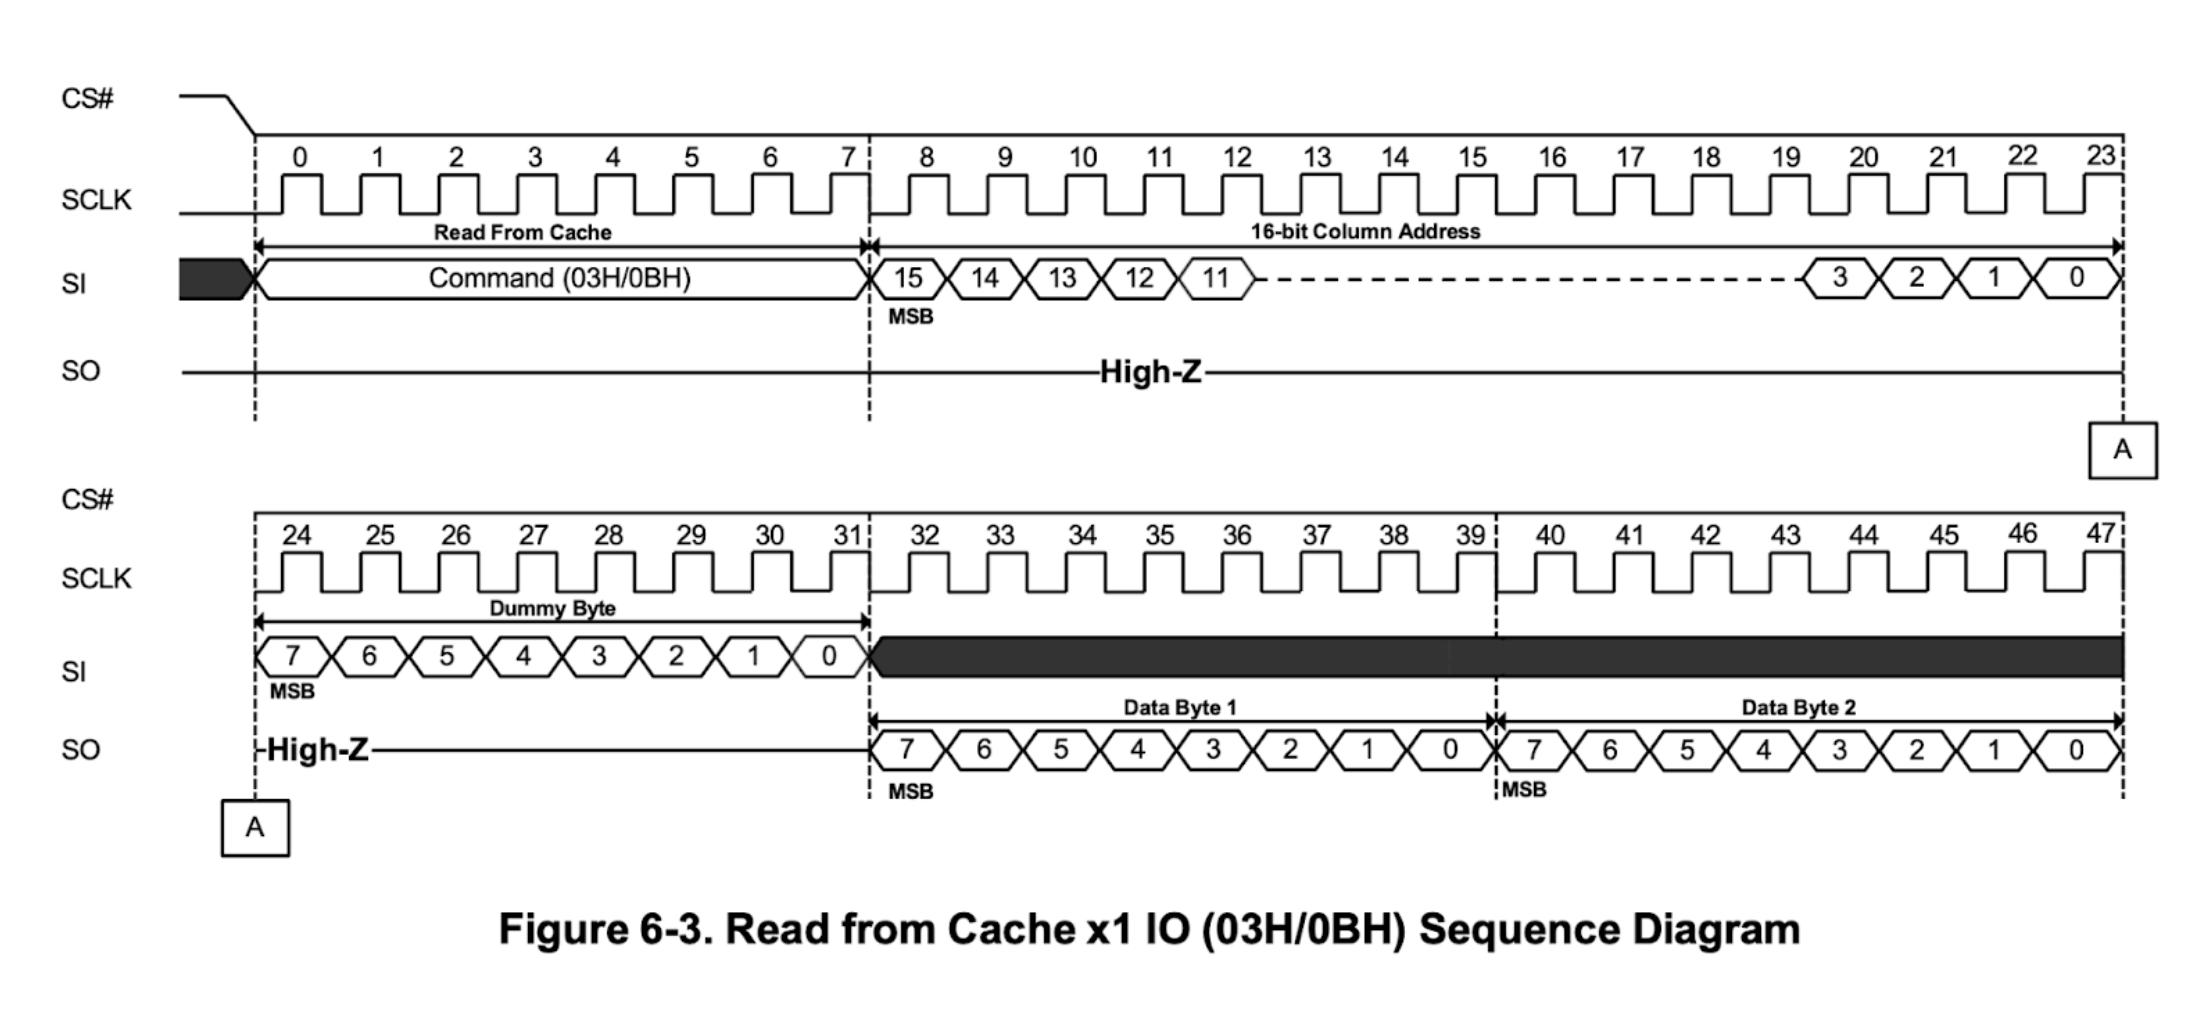 CS#
0 1 2 3 4 5 6 7 8 9 10 11 12 13 14 15 16 17 18 19 20 21 22 23
SCLK
Read From Cache 16-bit Column Address
SI Command (03H/0BH) 15 14 13 12 11 3 2 1 0
MSB
SO High-Z
A
CS#
24 25 26 27 28 29 30 31 32 33 34 35 36 37 38 39 40 41 42 43 44 45 46 47
SCLK
Dummy Byte
SI 7 6 5 4 3 2 1 0
MSB
Data Byte 1 Data Byte 2
SO High-Z 7 6 5 4 3 2 1 0 7 6 5 4 3 2 1 0
MSB MSB
A
Figure 6-3. Read from Cache x1 IO (03H/0BH) Sequence Diagram